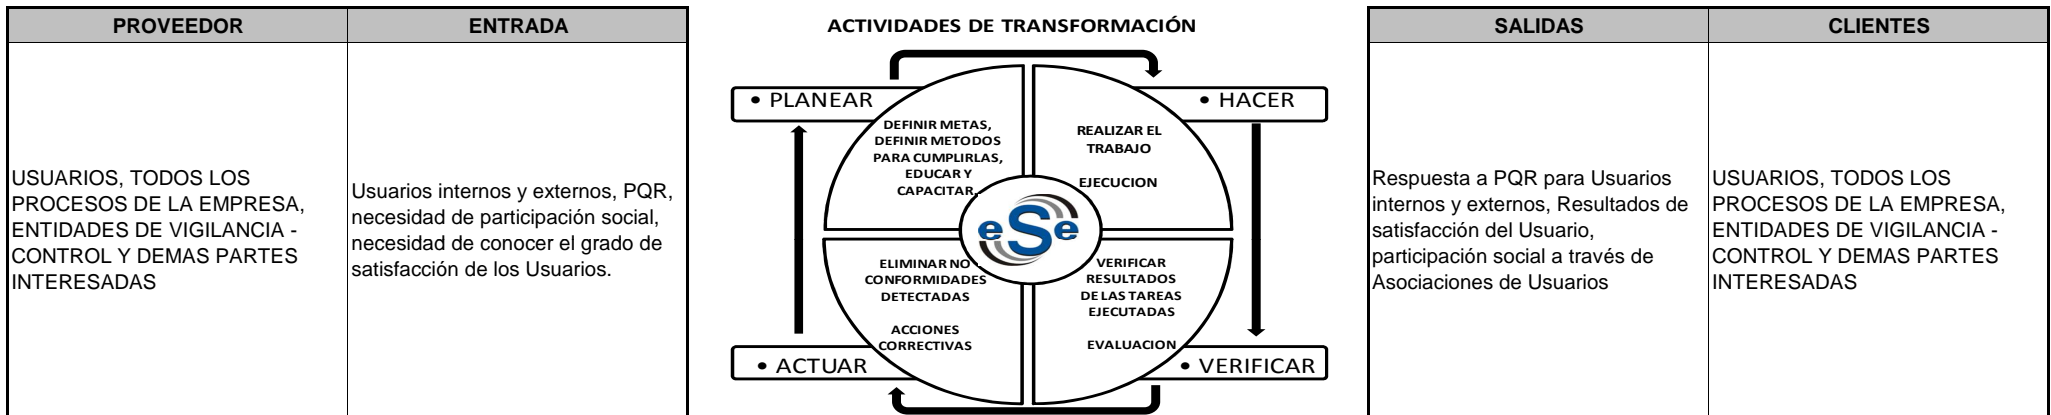 PROVEEDOR
ENTRADA
USUARIOS, TODOS LOS
PROCESOS DE LA EMPRESA,
ENTIDADES DE VIGILANCIA -
CONTROL Y DEMAS PARTES
INTERESADAS
Usuarios internos y externos, PQR,
necesidad de participación social,
necesidad de conocer el grado de
satisfacción de los Usuarios.
ACTIVIDADES DE TRANSFORMACIÓN
• PLANEAR
DEFINIR METAS,
DEFINIR METODOS
PARA CUMPLIRLAS,
EDUCAR Y
CAPACITAR,
• HACER
REALIZAR EL
TRABAJO
EJECUCION
eSe
ELIMINAR NO
CONFORMIDADES
DETECTADAS
ACCIONES
CORRECTIVAS
• ACTUAR
VERIFICAR
RESULTADOS
DE LAS TAREAS
EJECUTADAS
EVALUACION
• VERIFICAR
SALIDAS
CLIENTES
Respuesta a PQR para Usuarios
internos y externos, Resultados de
satisfacción del Usuario,
participación social a través de
Asociaciones de Usuarios
USUARIOS, TODOS LOS
PROCESOS DE LA EMPRESA,
ENTIDADES DE VIGILANCIA -
CONTROL Y DEMAS PARTES
INTERESADAS